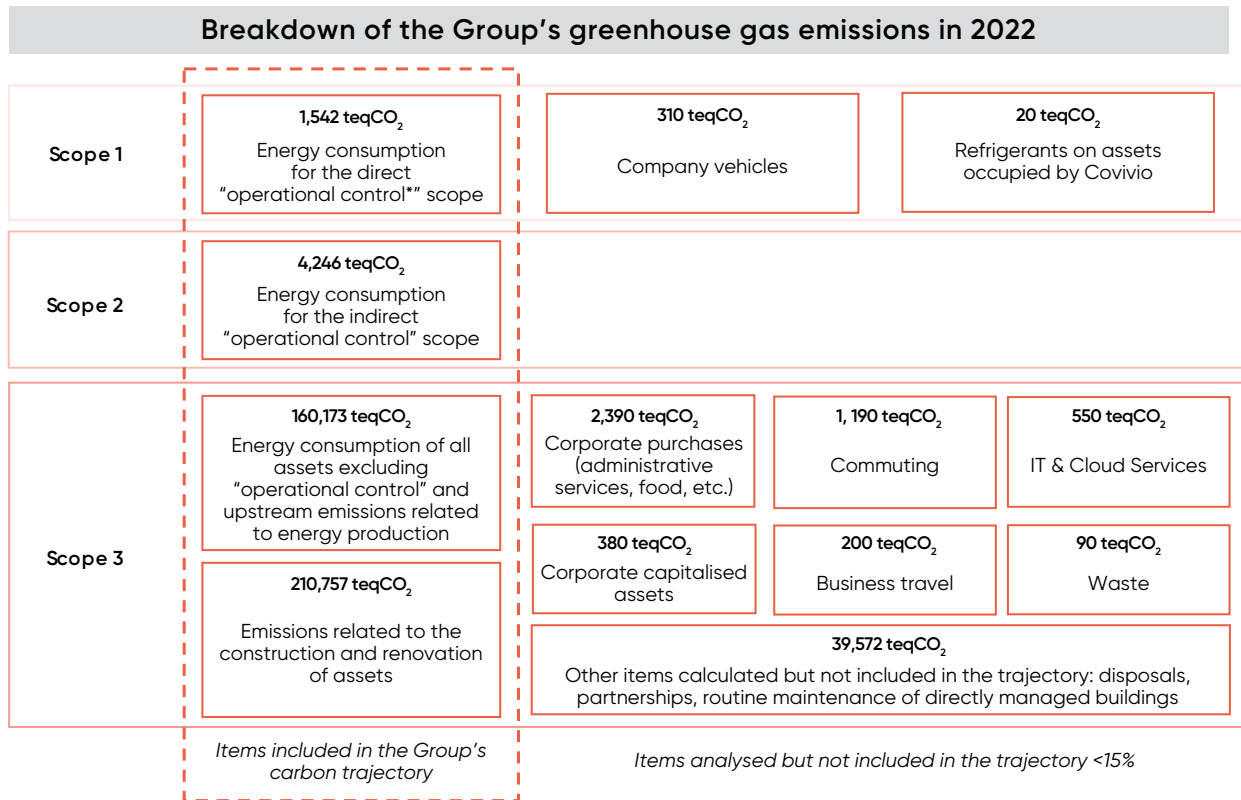 Breakdown of the Group's greenhouse gas emissions in 2022
Scope 1
1,542 teqCO₂
Energy consumption
for the direct
"operational control*" scope
310 teqCO₂
Company vehicles
20 teqCO₂
Refrigerants on assets
occupied by Covivio
Scope 2
4,246 teqCO₂
Energy consumption
for the indirect
"operational control" scope
Scope 3
160,173 teqCO₂
Energy consumption of all
assets excluding
"operational control" and
upstream emissions related
to energy production
210,757 teqCO₂
Emissions related to the
construction and renovation
of assets
2,390 teqCO₂
Corporate purchases
(administrative
services, food, etc.)
1, 190 teqCO₂
Commuting
550 teqCO₂
IT & Cloud Services
380 teqCO₂
Corporate capitalised
assets
200 teqCO₂
Business travel
90 teqCO₂
Waste
39,572 teqCO₂
Other items calculated but not included in the trajectory: disposals,
partnerships, routine maintenance of directly managed buildings
Items included in the Group's
carbon trajectory
Items analysed but not included in the trajectory <15%